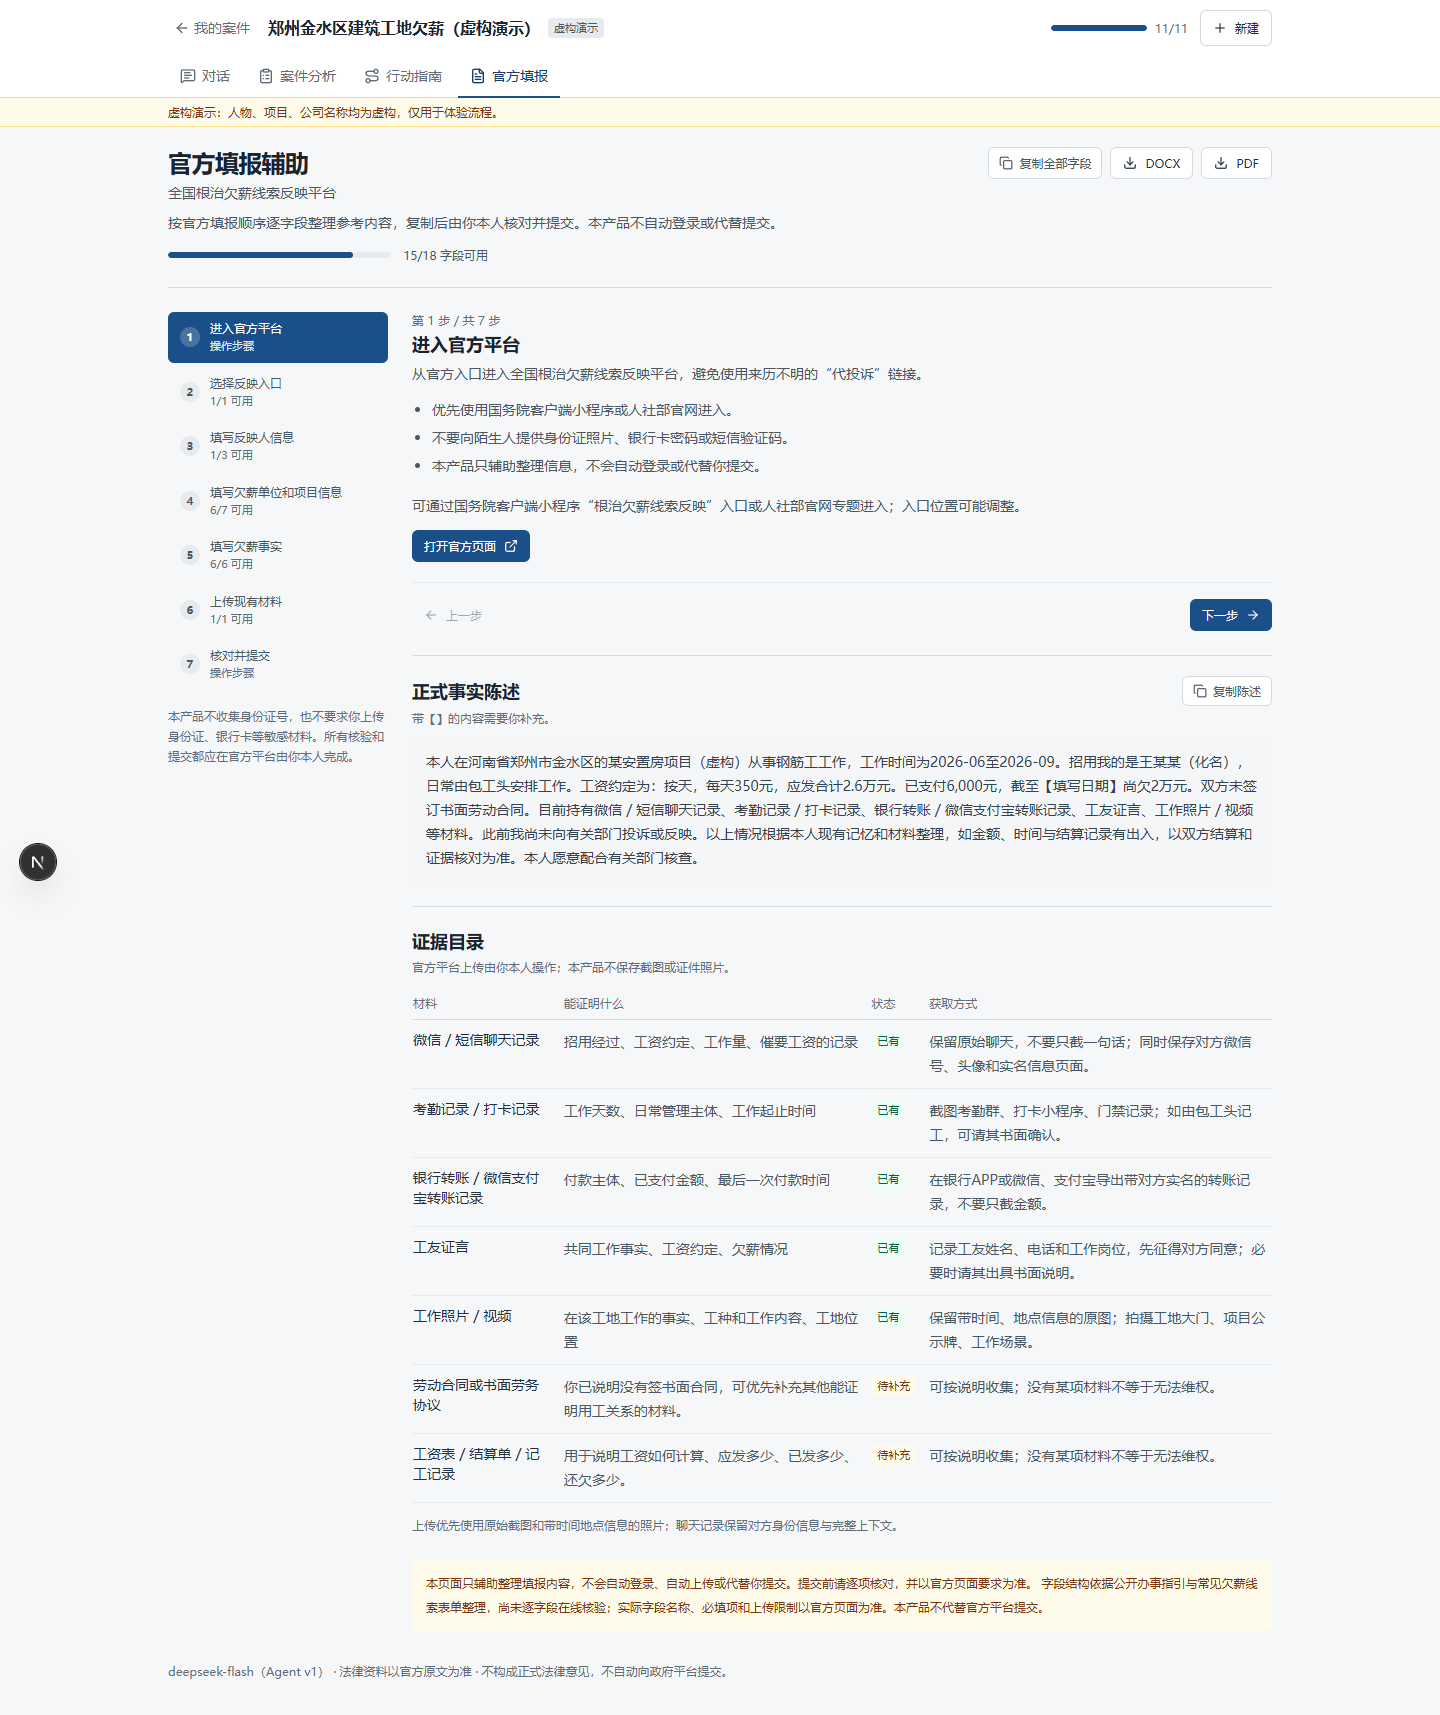 我的案件
郑州金水区建筑工地欠薪（虚构演示）
虚构演示
11/11
新建
对话
案件分析
行动指南
官方填报
虚构演示：人物、项目、公司名称均为虚构，仅用于体验流程。
官方填报辅助
复制全部字段
DOCX
PDF
全国根治欠薪线索反映平台
按官方填报顺序逐字段整理参考内容，复制后由你本人核对并提交。本产品不自动登录或代替提交。
15/18 字段可用
1
进入官方平台
操作步骤
2
选择反映入口
1/1 可用
3
填写反映人信息
1/3 可用
4
填写欠薪单位和项目信息
6/7 可用
5
填写欠薪事实
6/6 可用
6
上传现有材料
1/1 可用
7
核对并提交
操作步骤
本产品不收集身份证号，也不要求你上传
身份证、银行卡等敏感材料。所有核验和
提交都应在官方平台由你本人完成。
第 1 步 / 共 7 步
进入官方平台
从官方入口进入全国根治欠薪线索反映平台，避免使用来历不明的“代投诉”链接。
优先使用国务院客户端小程序或人社部官网进入。
不要向陌生人提供身份证照片、银行卡密码或短信验证码。
本产品只辅助整理信息，不会自动登录或代替你提交。
可通过国务院客户端小程序“根治欠薪线索反映”入口或人社部官网专题进入；入口位置可能调整。
打开官方页面
上一步
下一步
正式事实陈述
复制陈述
带【】的内容需要你补充。
本人在河南省郑州市金水区的某安置房项目（虚构）从事钢筋工工作，工作时间为2026-06至2026-09。招用我的是王某某（化名），
日常由包工头安排工作。工资约定为：按天，每天350元，应发合计2.6万元。已支付6,000元，截至【填写日期】尚欠2万元。双方未签
订书面劳动合同。目前持有微信 / 短信聊天记录、考勤记录 / 打卡记录、银行转账 / 微信支付宝转账记录、工友证言、工作照片 / 视频
等材料。此前我尚未向有关部门投诉或反映。以上情况根据本人现有记忆和材料整理，如金额、时间与结算记录有出入，以双方结算和
证据核对为准。本人愿意配合有关部门核查。
证据目录
官方平台上传由你本人操作；本产品不保存截图或证件照片。
材料 能证明什么 状态 获取方式
微信 / 短信聊天记录 招用经过、工资约定、工作量、催要工资的记录 已有 保留原始聊天，不要只截一句话；同时保存对方微信
号、头像和实名信息页面。
考勤记录 / 打卡记录 工作天数、日常管理主体、工作起止时间 已有 截图考勤群、打卡小程序、门禁记录；如由包工头记
工，可请其书面确认。
银行转账 / 微信支付
宝转账记录
付款主体、已支付金额、最后一次付款时间 已有 在银行APP或微信、支付宝导出带对方实名的转账记
录，不要只截金额。
工友证言 共同工作事实、工资约定、欠薪情况 已有 记录工友姓名、电话和工作岗位，先征得对方同意；必
要时请其出具书面说明。
工作照片 / 视频 在该工地工作的事实、工种和工作内容、工地位
置
已有 保留带时间、地点信息的原图；拍摄工地大门、项目公
示牌、工作场景。
劳动合同或书面劳务
协议
你已说明没有签书面合同，可优先补充其他能证
明用工关系的材料。
待补充 可按说明收集；没有某项材料不等于无法维权。
工资表 / 结算单 / 记
工记录
用于说明工资如何计算、应发多少、已发多少、
还欠多少。
待补充 可按说明收集；没有某项材料不等于无法维权。
上传优先使用原始截图和带时间地点信息的照片；聊天记录保留对方身份信息与完整上下文。
本页面只辅助整理填报内容，不会自动登录、自动上传或代替你提交。提交前请逐项核对，并以官方页面要求为准。 字段结构依据公开办事指引与常见欠薪线
索表单整理，尚未逐字段在线核验；实际字段名称、必填项和上传限制以官方页面为准。本产品不代替官方平台提交。
deepseek-flash（Agent v1） · 法律资料以官方原文为准 · 不构成正式法律意见，不自动向政府平台提交。
N